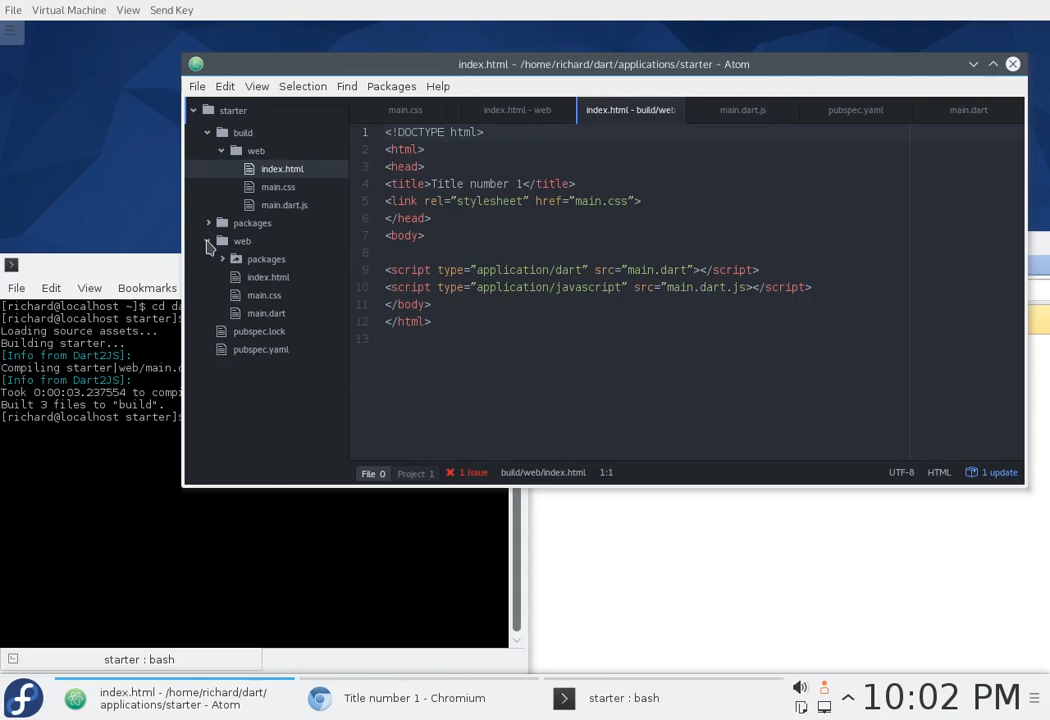 File Virtual Machine View Send Key
index.html - /home/richard/dart/applications/starter - Atom
File Edit View Selection Find Packages Help
starter
build
web
index.html
main.css
main.dart.js
packages
web
packages
index.html
main.css
main.dart
pubspec.lock
pubspec.yaml
main.css index.html - web index.html - build/web main.dart.js pubspec.yaml main.dart
1 <!DOCTYPE html>
2 <html>
3 <head>
4 <title>Title number 1</title>
5 <link rel=”stylesheet” href=”main.css”>
6 </head>
7 <body>
8
9 <script type=”application/dart” src=”main.dart”></script>
10 <script type=”application/javascript” src=”main.dart.js></script>
11 </body>
12 </html>
13
File 0 Project 1 1 Issue build/web/index.html 1:1 UTF-8 HTML 1 update
File Edit View Bookmarks
[richard@localhost ~]$ cd
[richard@localhost starter]$
Loading source assets...
Building starter...
[Info from Dart2JS]:
Compiling starter|web/main.
[Info from Dart2JS]:
Took 0:00:03.237554 to compi
Built 3 files to "build".
[richard@localhost starter]$
starter : bash
index.html - /home/richard/dart/
applications/starter - Atom
Title number 1 - Chromium
starter : bash
10:02 PM